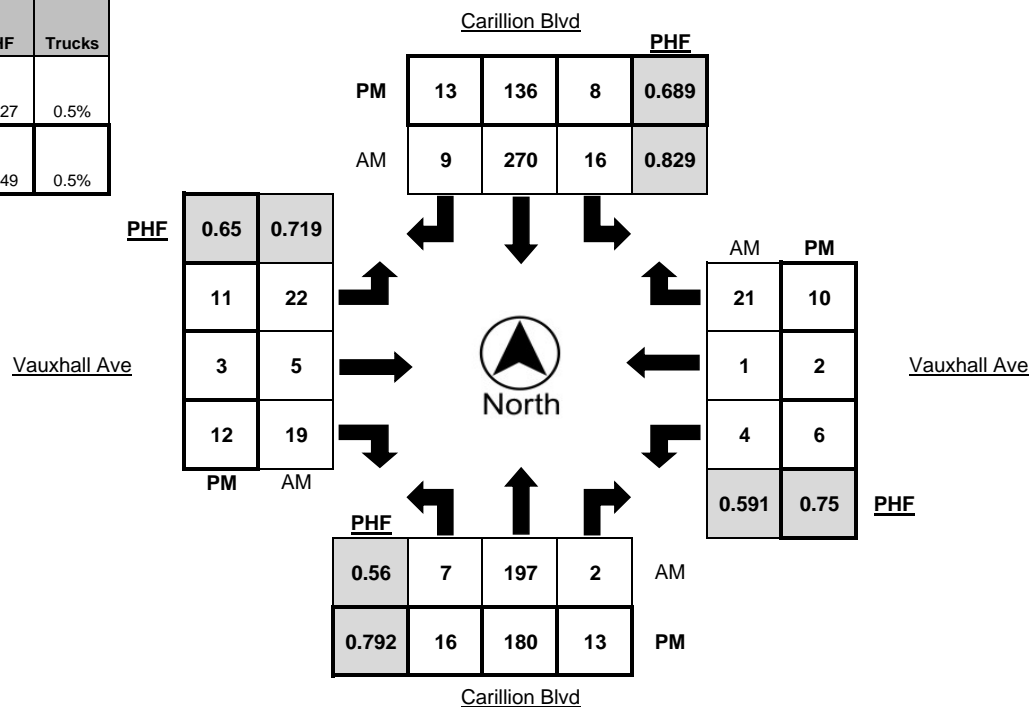 Carillion Blvd
PHF
PM 13 136 8 0.689
AM 9 270 16 0.829
Trucks
0.5%
0.5%
PHF 0.65 0.719
11 22
Vauxhall Ave 3 5
12 19
PM AM
North
AM PM
21 10
1 2 Vauxhall Ave
4 6
0.591 0.75 PHF
PHF
0.56 7 197 2 AM
0.792 16 180 13 PM
Carillion Blvd